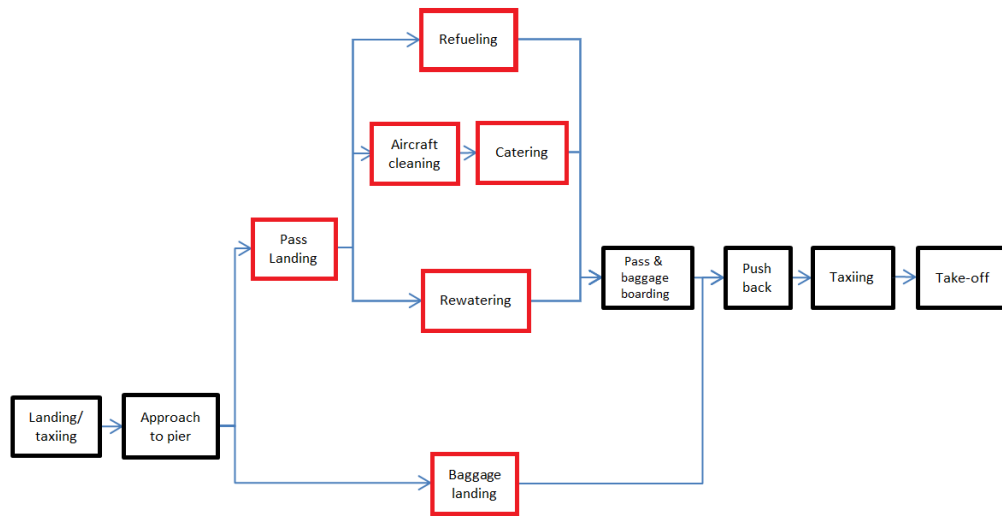 Refueling
Aircraft
cleaning
Catering
Pass
Landing
Rewatering
Pass &
baggage
boarding
Push
back
Taxiing
Take-off
Landing/
taxiing
Approach
to pier
Baggage
landing